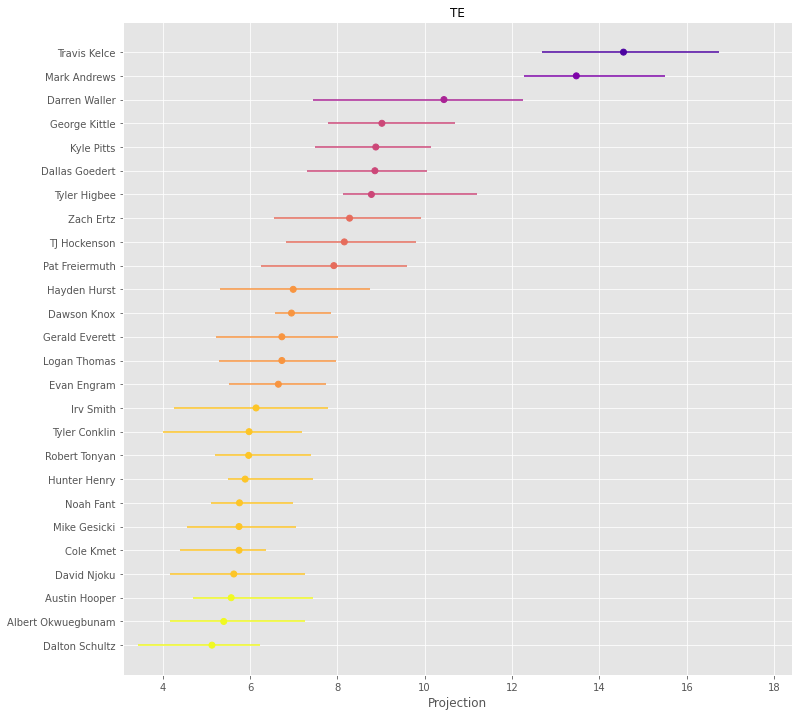 TE
Travis Kelce
Mark Andrews
Darren Waller
George Kittle
Kyle Pitts
Dallas Goedert
Tyler Higbee
Zach Ertz
TJ Hockenson
Pat Freiermuth
Hayden Hurst
Dawson Knox
Gerald Everett
Logan Thomas
Evan Engram
Irv Smith
Tyler Conklin
Robert Tonyan
Hunter Henry
Noah Fant
Mike Gesicki
Cole Kmet
David Njoku
Austin Hooper
Albert Okwuegbunam
Dalton Schultz
4 6 8 10 12 14 16 18
Projection